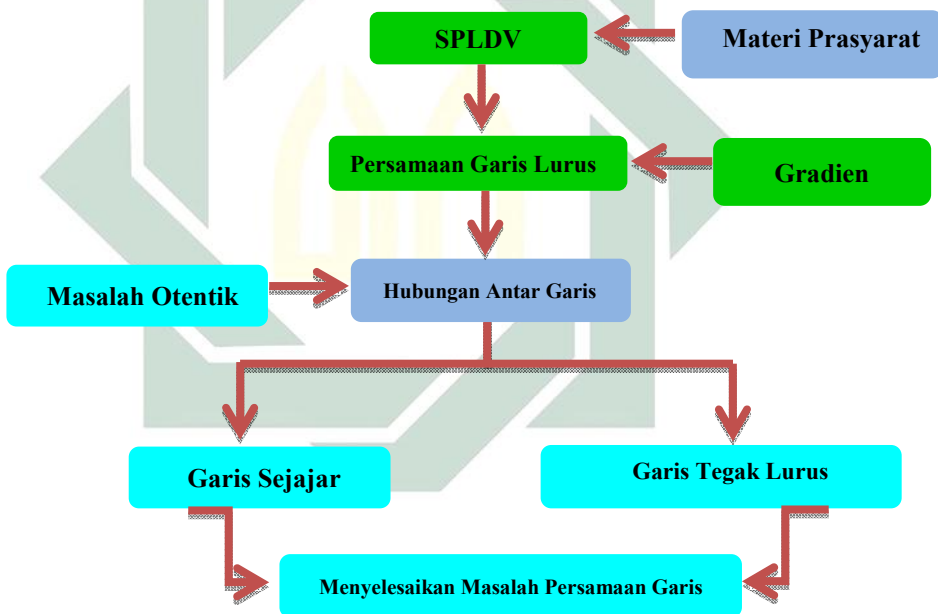 SPLDV
Materi Prasyarat
Persamaan Garis Lurus
Gradien
Masalah Otentik
Hubungan Antar Garis
Garis Sejajar
Garis Tegak Lurus
Menyelesaikan Masalah Persamaan Garis